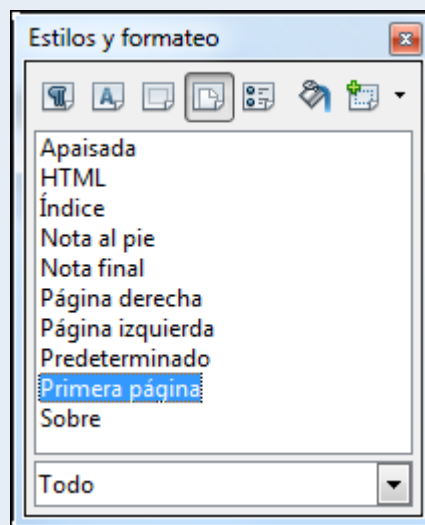 Estilos y formateo
Apaisada
HTML
Índice
Nota al pie
Nota final
Página derecha
Página izquierda
Predeterminado
Primera página
Sobre
Todo